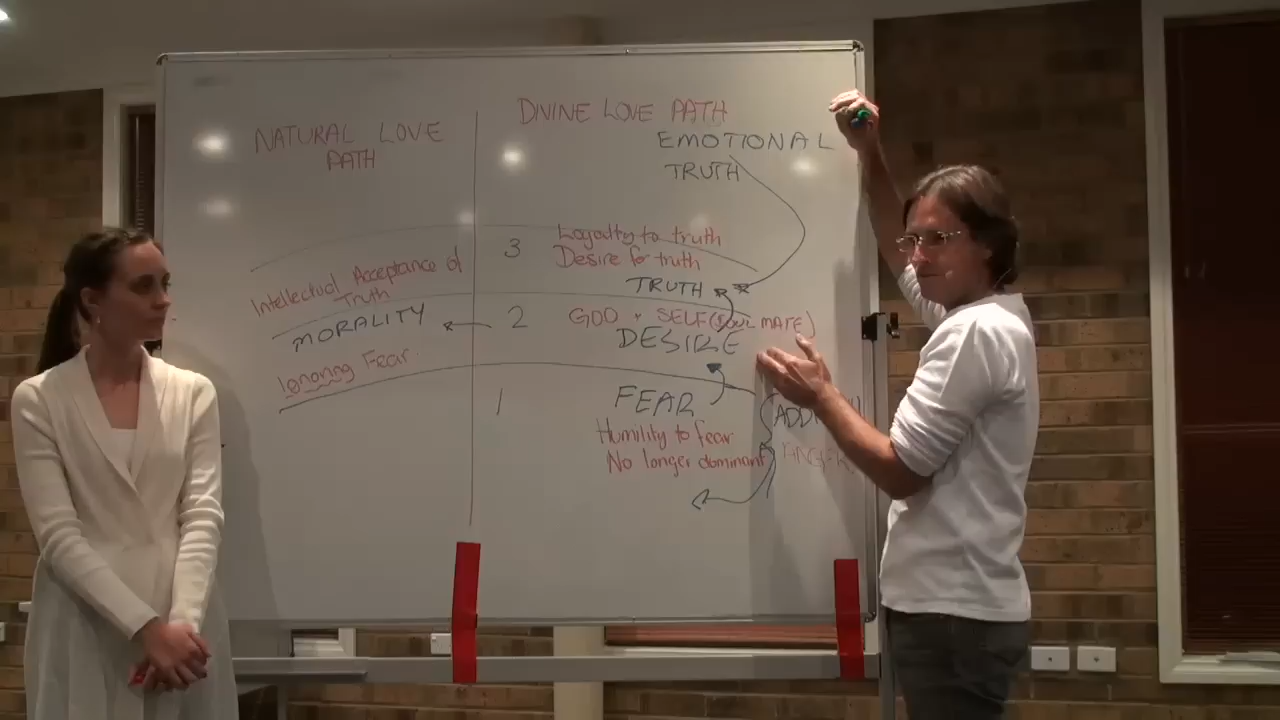 NATURAL LOVE
PATH
Intellectual Acceptance of
Truth
MORALITY
Ignoring Fear
DIVINE LOVE PATH
EMOTIONAL
TRUTH
3
Loyalty to truth
Desire for truth
TRUTH
2
GOD + SELF (SOUL MATE)
DESIRE
1
FEAR
Humility to fear
No longer dominant
ANGER